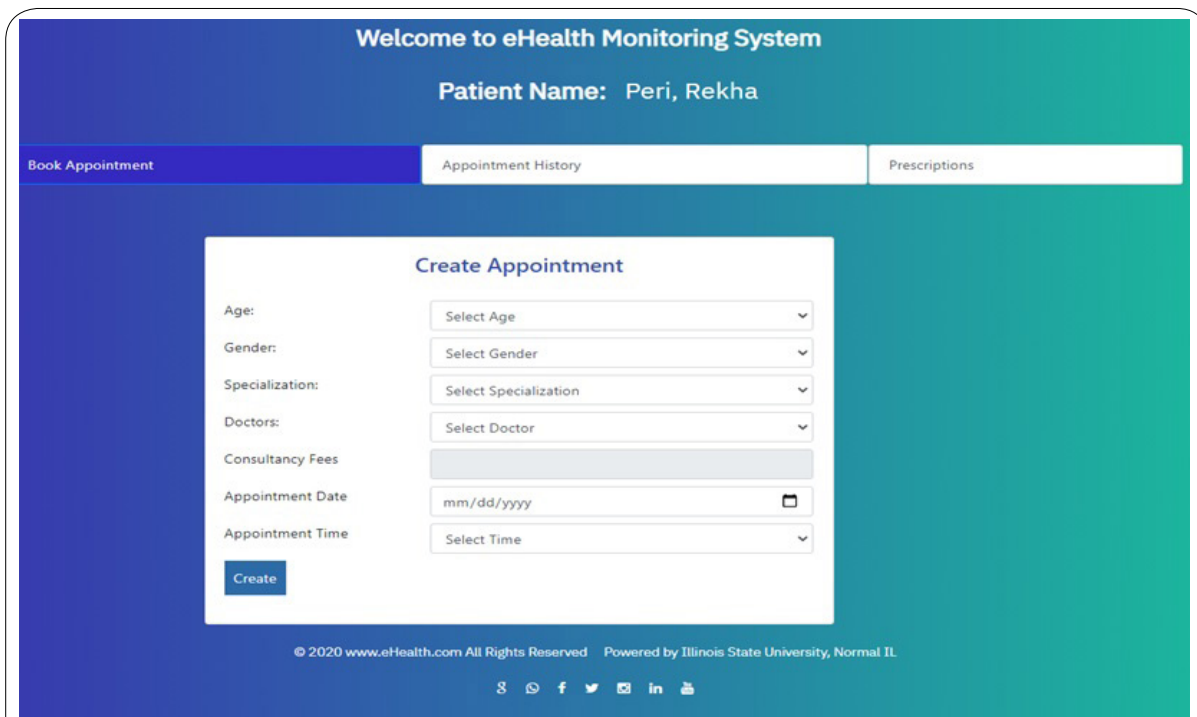 Welcome to eHealth Monitoring System
Patient Name: Peri, Rekha
Book Appointment Appointment History Prescriptions
Create Appointment
Age: Select Age
Gender: Select Gender
Specialization: Select Specialization
Doctors: Select Doctor
Consultancy Fees
Appointment Date mm/dd/yyyy
Appointment Time Select Time
Create
© 2020 www.eHealth.com All Rights Reserved Powered by Illinois State University, Normal IL